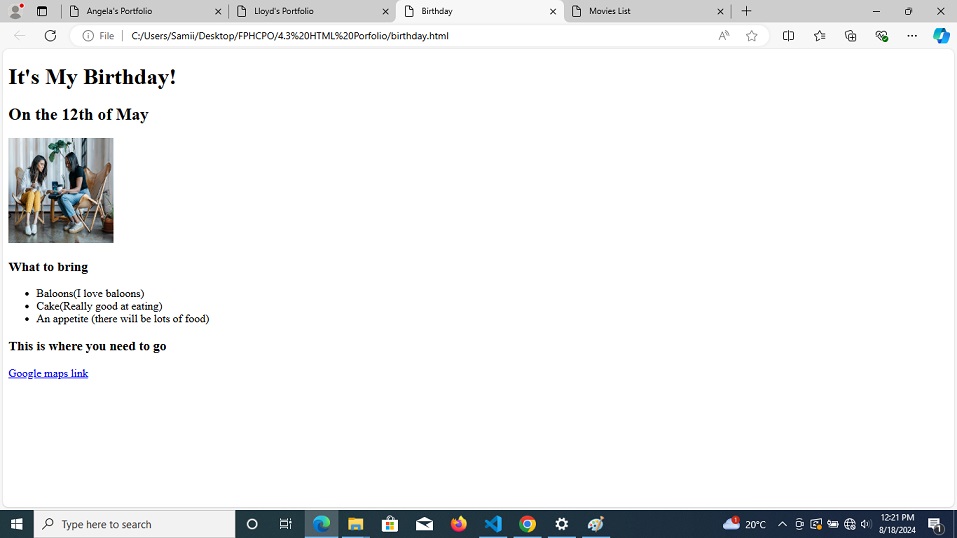 Angela's Portfolio
Lloyd's Portfolio
Birthday
Movies List
File
C:/Users/Samii/Desktop/FPHCPO/4.3%20HTML%20Porfolio/birthday.html
It's My Birthday!
On the 12th of May
What to bring
Baloons(I love baloons)
Cake(Really good at eating)
An appetite (there will be lots of food)
This is where you need to go
Google maps link
Type here to search
1
20°C
12:21 PM
8/18/2024
1